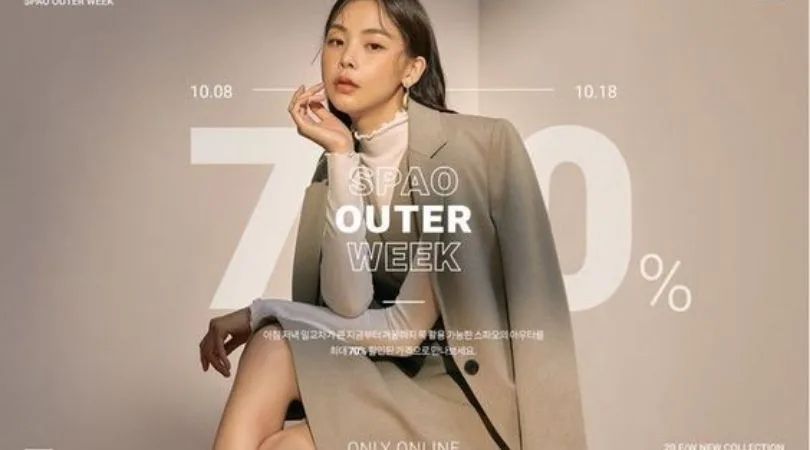 SPAO OUTER WEEK
10.08
10.18
70%
SPAO
OUTER
WEEK
아침 저녁 일교차가 큰 지금부터 겨울까지 쭉 활용 가능한 스파오의 아우터를
최대 70% 할인된 가격으로 만나보세요.
ONLY ONLINE
20 F/W NEW COLLECTION